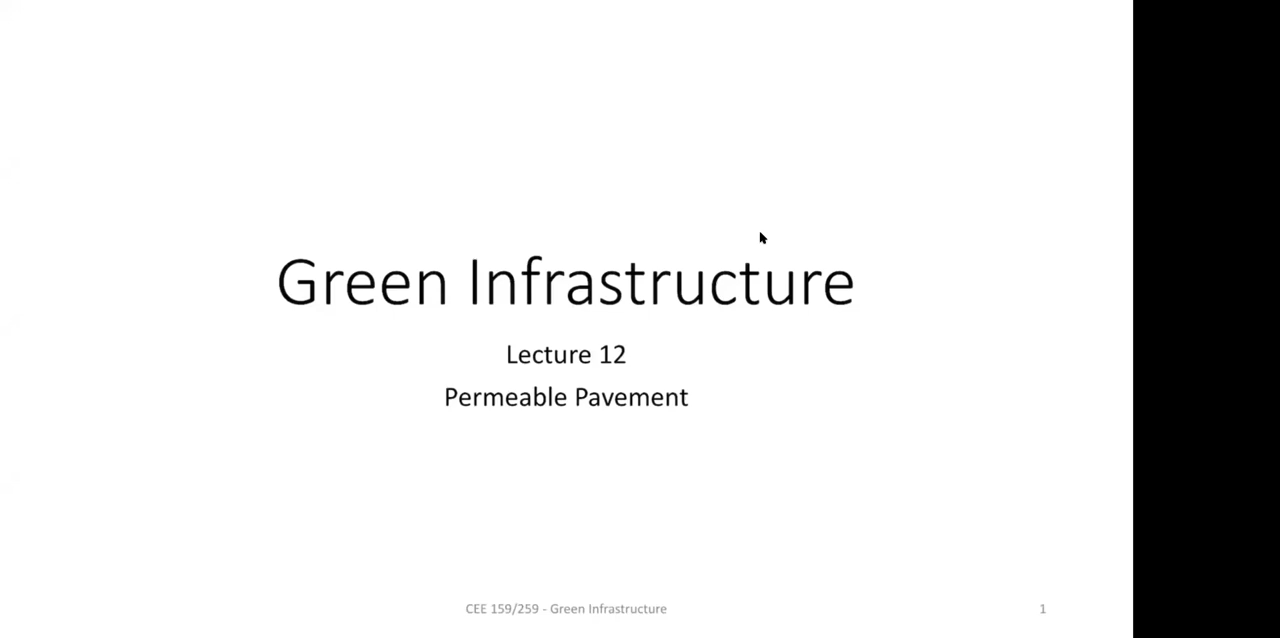 Green Infrastructure
Lecture 12
Permeable Pavement
CEE 159/259 - Green Infrastructure
1